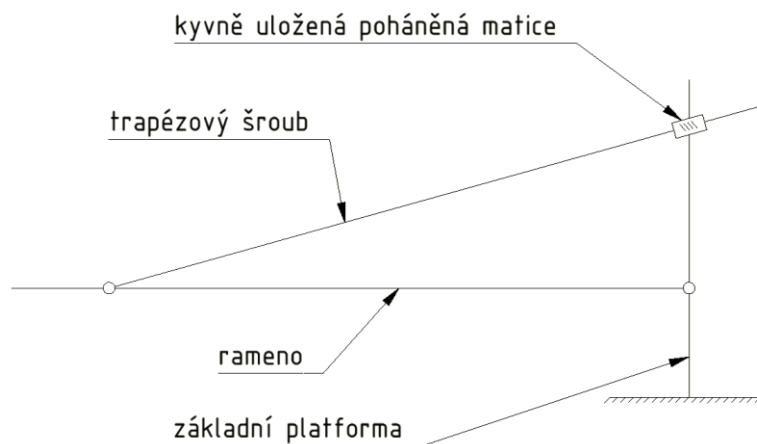 kyvně uložená poháněná matice
trapézový šroub
rameno
základní platforma